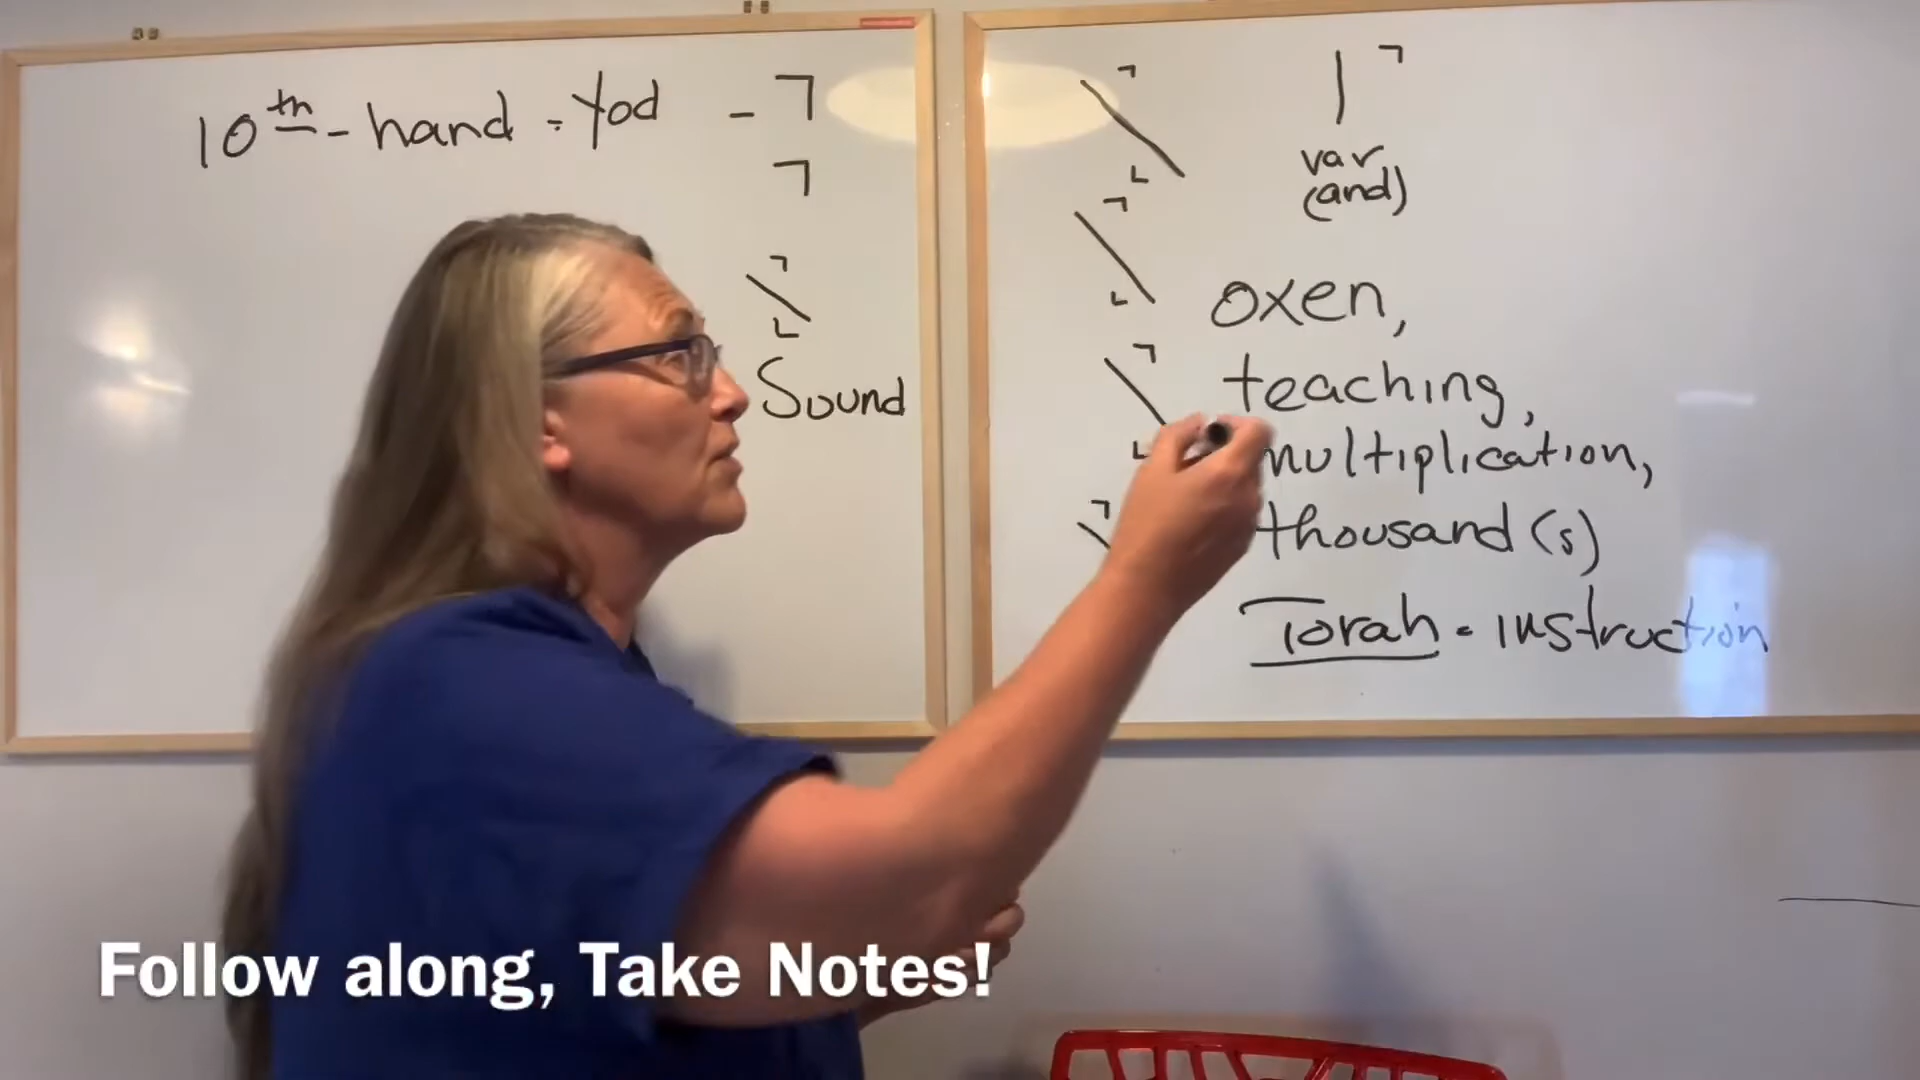 10th - hand = Yod - ㄱ
ㄱ
Sound
var
(and)
oxen,
teaching,
multiplication,
thousand(s)
Torah = instruction
Follow along, Take Notes!